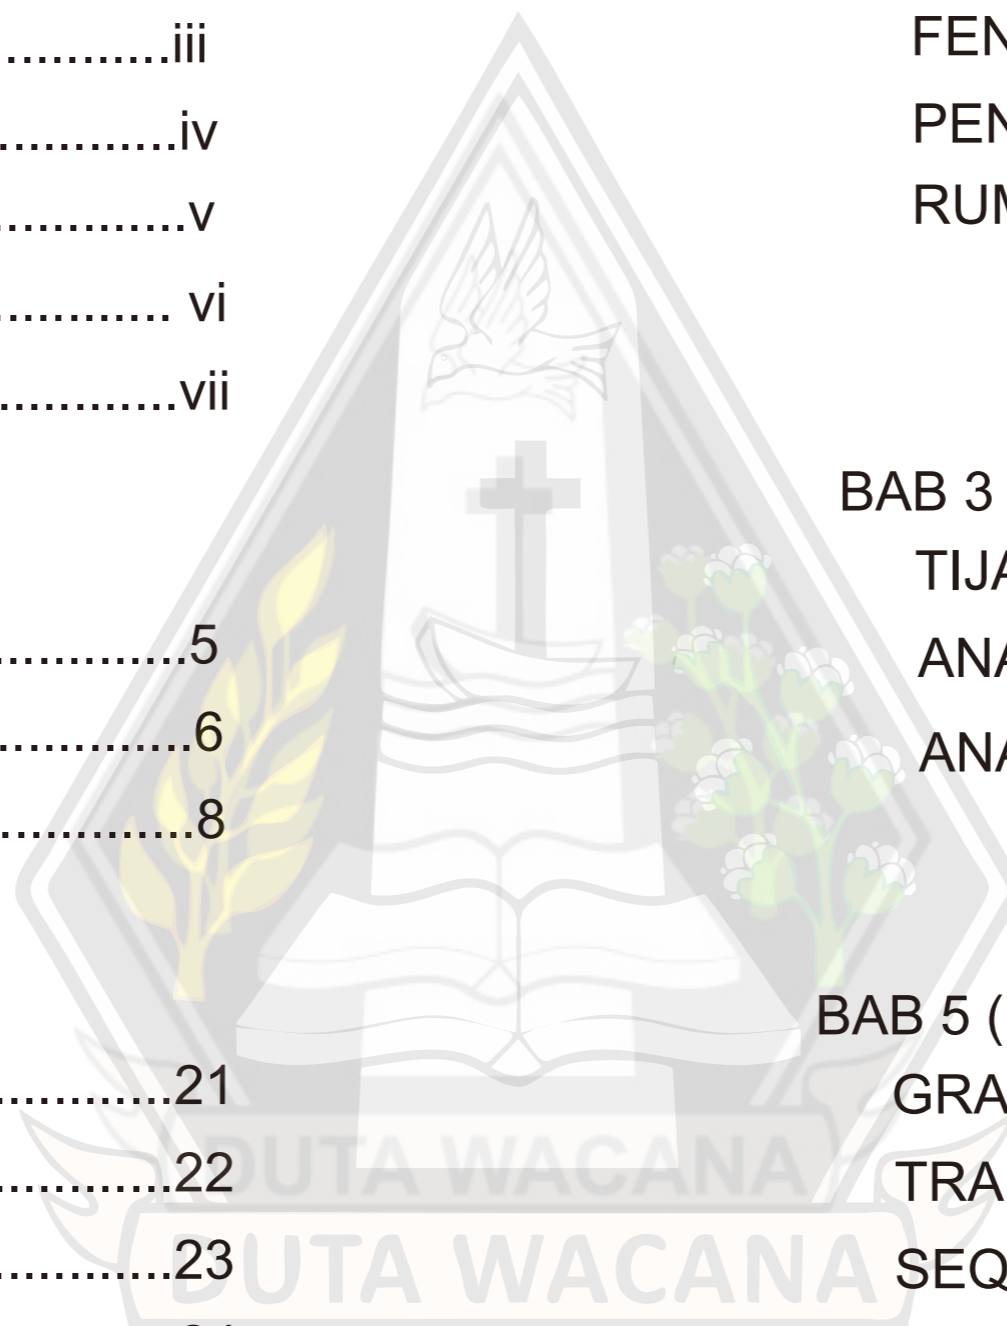 ............iii
............iv
............v
............ vi
............vii
............5
............6
............8
............21
............22
............23
FEN
PEN
RUM
BAB 3
TIJA
ANA
ANA
BAB 5 (
GRA
TRA
SEQ
DUTA WACANA
DUTA WACANA